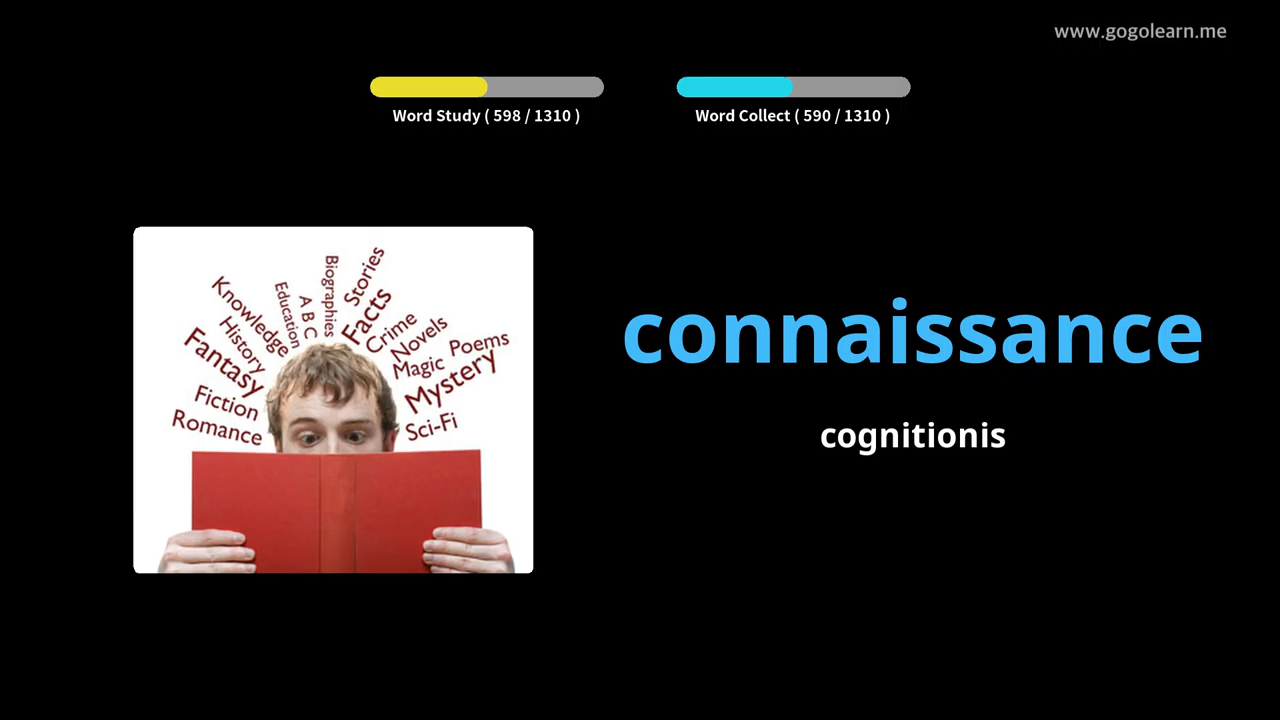 www.gogolearn.me
Word Study ( 598 / 1310 )
Word Collect ( 590 / 1310 )
Romance
Fiction
Fantasy
History
Knowledge
Education
A B C
Biographies
Stories
Facts
Crime
Novels
Magic
Poems
Mystery
Sci-Fi
connaissance
cognitionis